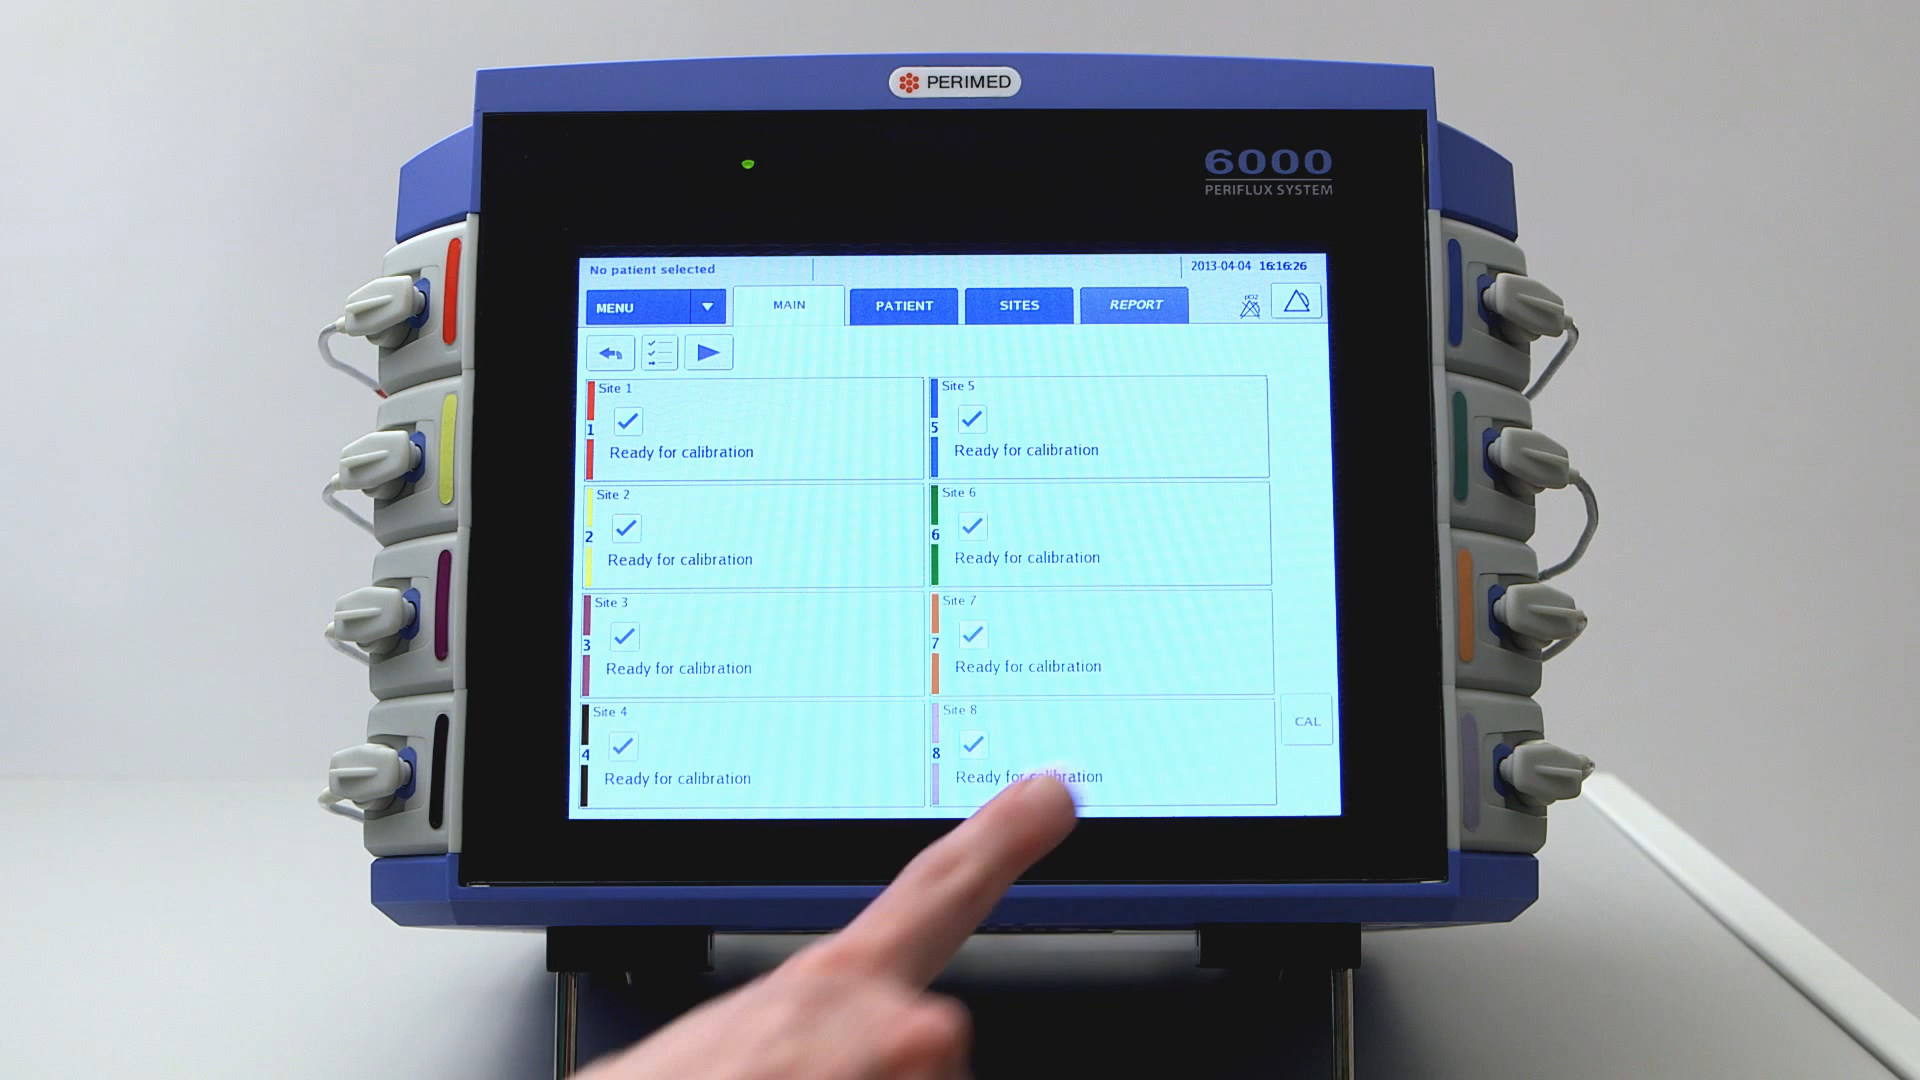 PERIMED
6000
PERIFLUX SYSTEM
No patient selected
2013-04-04 16:16:26
MENU
MAIN
PATIENT
SITES
REPORT
pO2
Site 1
1
Ready for calibration
Site 2
2
Ready for calibration
Site 3
3
Ready for calibration
Site 4
4
Ready for calibration
Site 5
5
Ready for calibration
Site 6
6
Ready for calibration
Site 7
7
Ready for calibration
Site 8
8
Ready for calibration
CAL